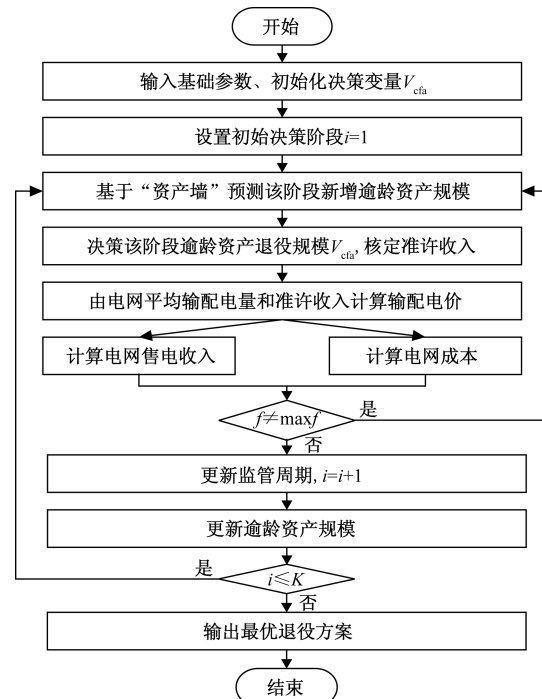 开始
输入基础参数、初始化决策变量Vcfa
设置初始决策阶段i=1
基于“资产墙”预测该阶段新增逾龄资产规模
决策该阶段逾龄资产退役规模Vcfa, 核定准许收入
由电网平均输配电量和准许收入计算输配电价
计算电网售电收入
计算电网成本
f≠maxf
是
否
更新监管周期, i=i+1
更新逾龄资产规模
是
i≤K
否
输出最优退役方案
结束